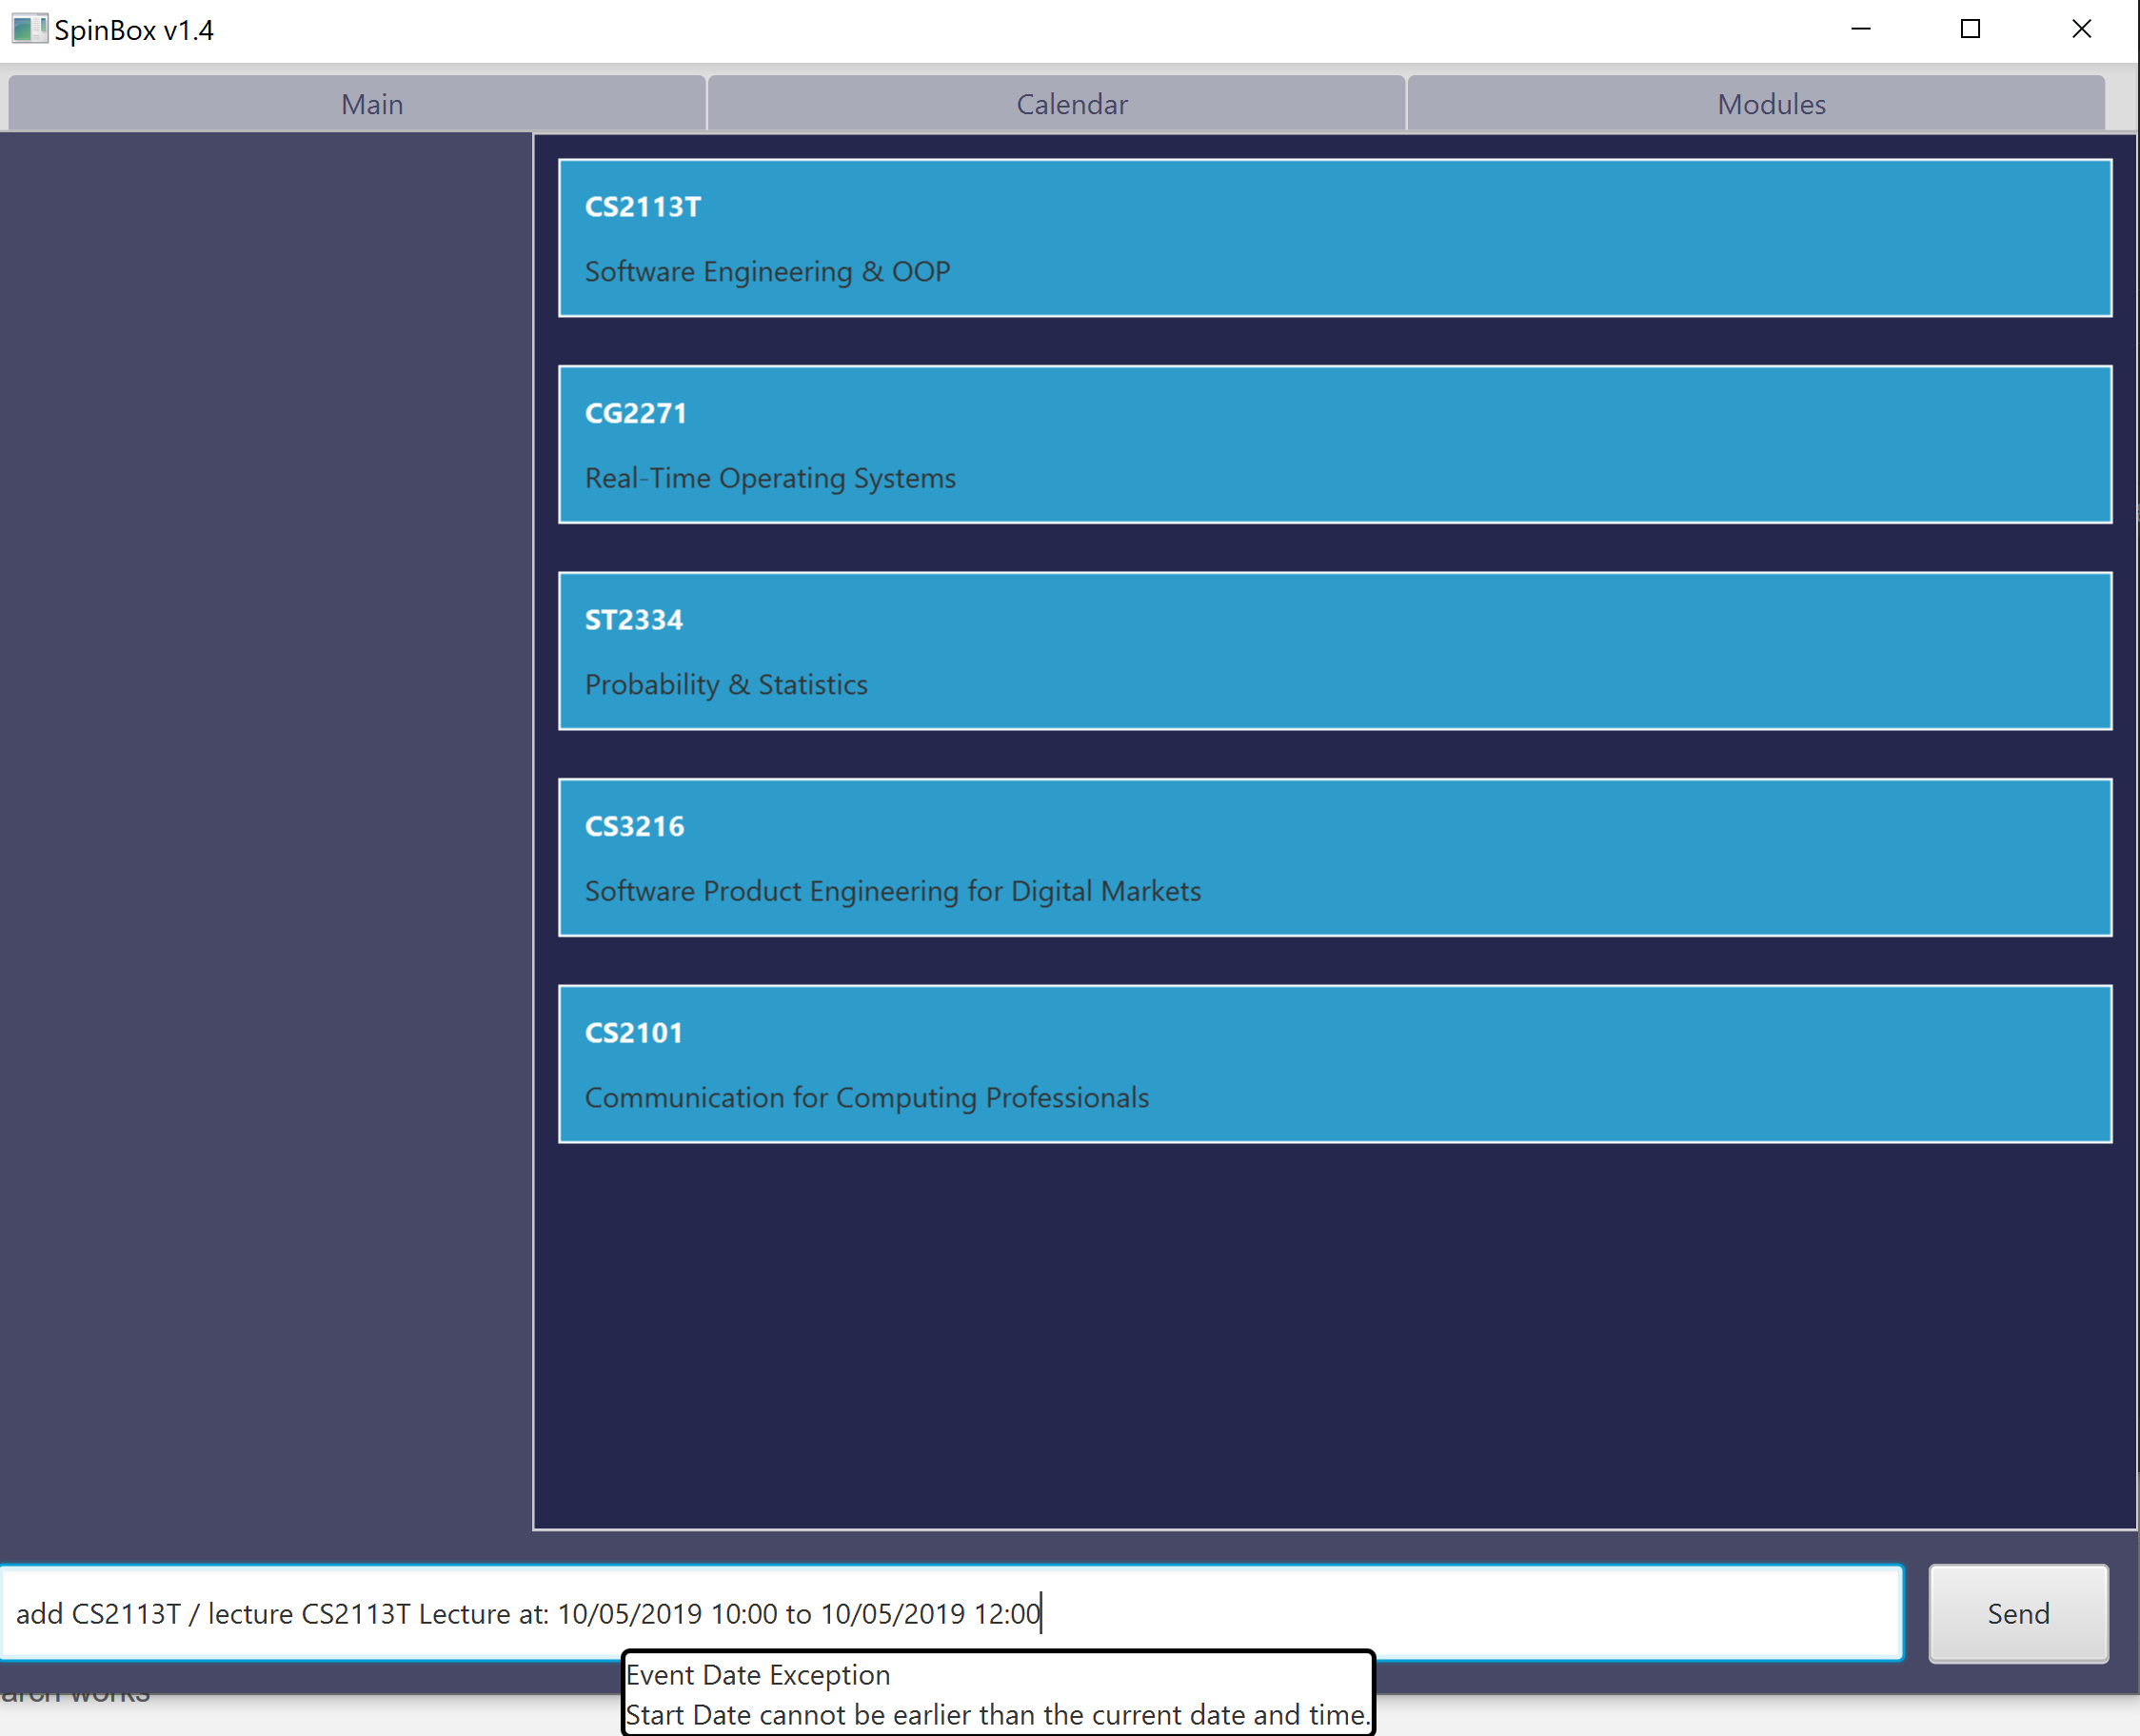 SpinBox v1.4
Main
Calendar
Modules
CS2113T
Software Engineering & OOP
CG2271
Real-Time Operating Systems
ST2334
Probability & Statistics
CS3216
Software Product Engineering for Digital Markets
CS2101
Communication for Computing Professionals
add CS2113T / lecture CS2113T Lecture at: 10/05/2019 10:00 to 10/05/2019 12:00
Send
Event Date Exception
Start Date cannot be earlier than the current date and time.
works